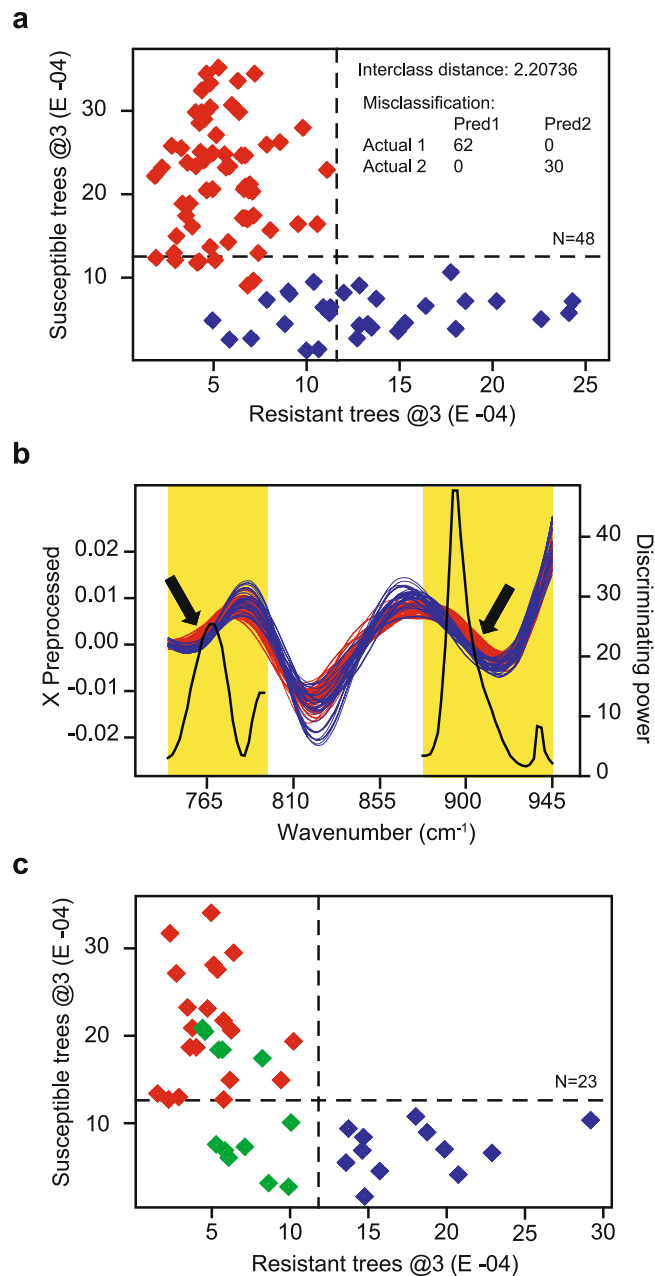 a
Susceptible trees @3 (E -04)
30
20
10
Interclass distance: 2.20736
Misclassification:
Pred1 Pred2
Actual 1 62 0
Actual 2 0 30
N=48
5 10 15 20 25
Resistant trees @3 (E -04)
b
X Preprocessed
0.02
0.01
0.00
-0.01
-0.02
40
30
20
10
0
Discriminating power
765 810 855 900 945
Wavenumber (cm⁻¹)
c
Susceptible trees @3 (E -04)
30
20
10
N=23
5 10 15 20 25 30
Resistant trees @3 (E -04)